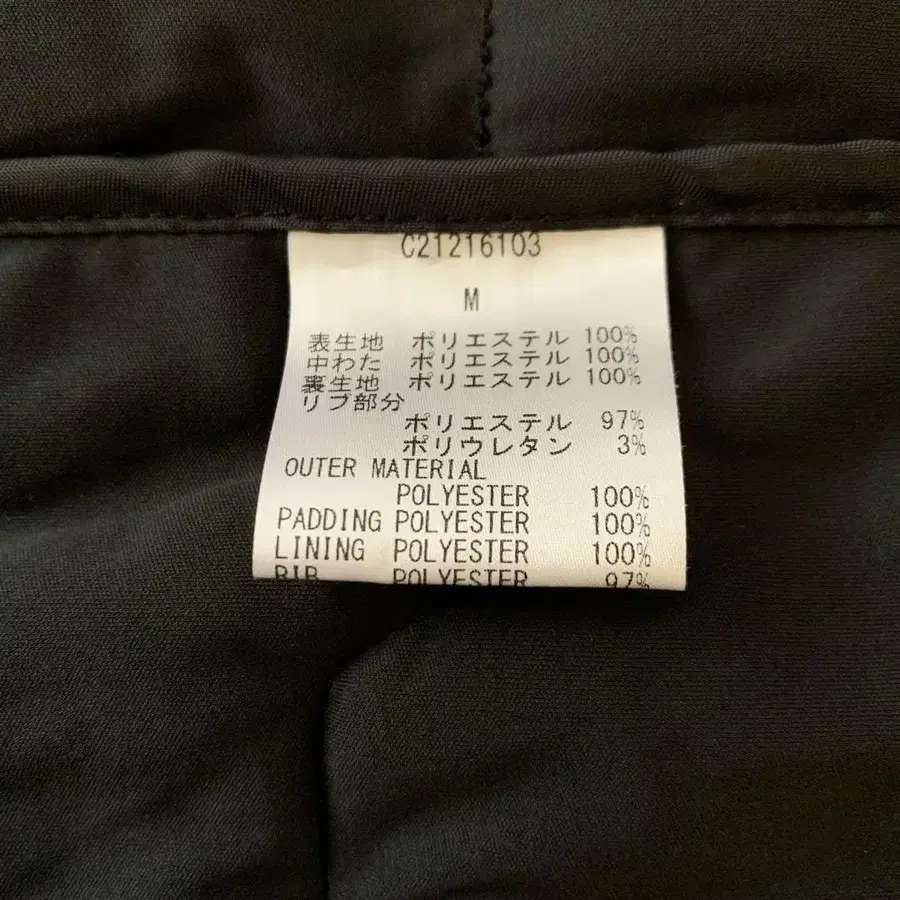 C21216103
M
表生地 ポリエステル 100%
中わた ポリエステル 100%
裏生地 ポリエステル 100%
リブ部分
ポリエステル 97%
ポリウレタン 3%
OUTER MATERIAL
POLYESTER 100%
PADDING POLYESTER 100%
LINING POLYESTER 100%
RIB POLYESTER 97%